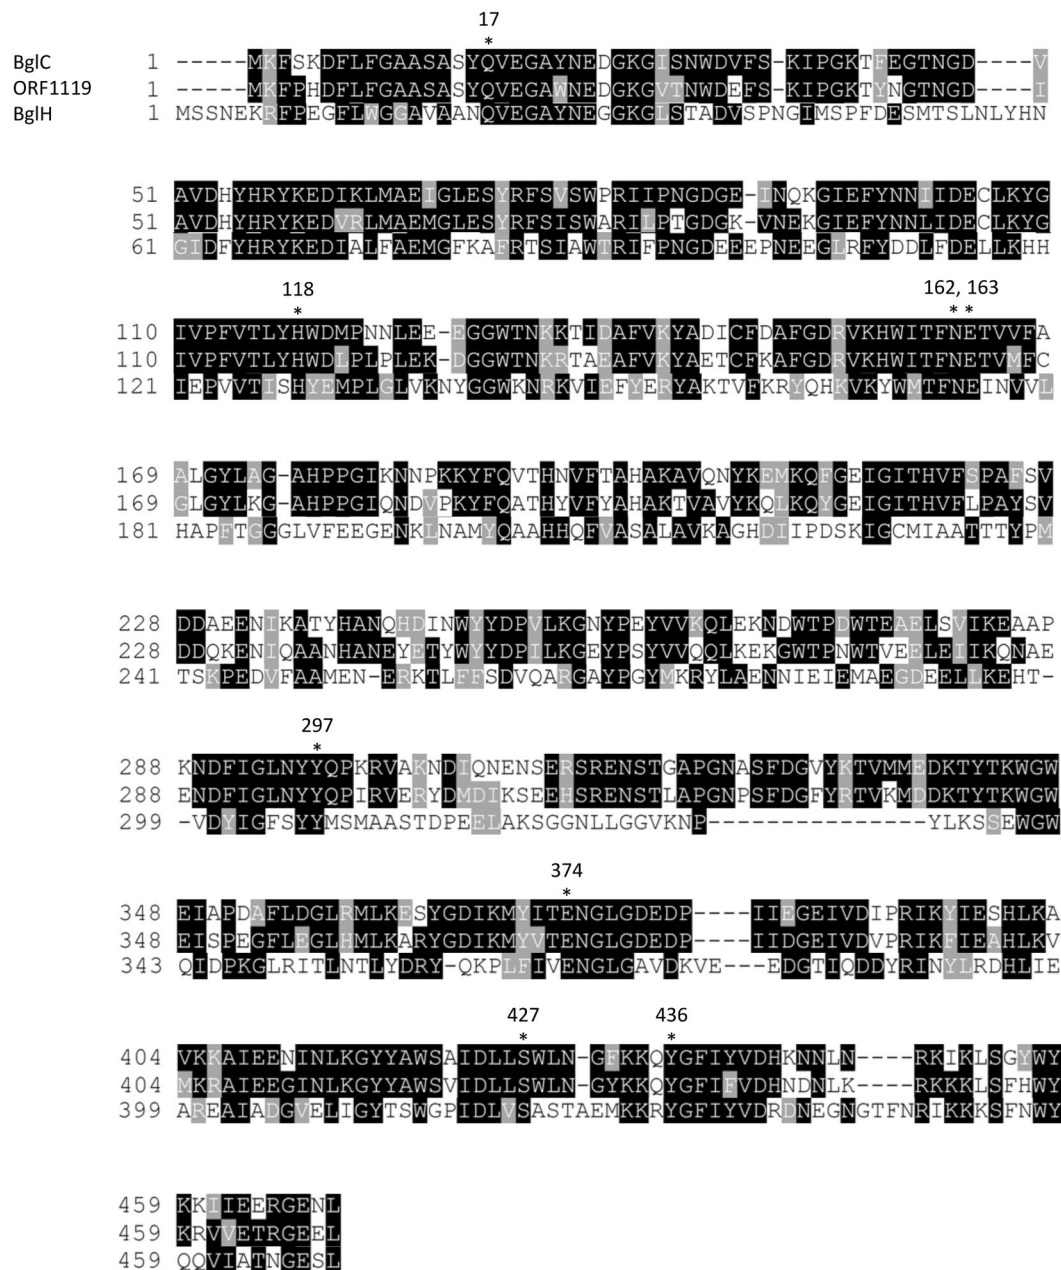 17
*
BglC 1 -----MKFSKDFLFGAASASYQVEGAYNEDGKGISNWDVFS-KIPGKTFEGTNGD-----V
ORF1119 1 -----MKFPHDFLFGAASASYQVEGAWNEDGKGVTNWDEFS-KIPGKTYNGTNGD-----I
BglH 1 MSSNEKRFPEGFLWGGAVAANQVEGAYNEGGKGLSTADVSPNGIMSPFDESMTSLNLYHN
51 AVDHYHRYKEDIKLMAEIGLESYRFSVSWPRIIPNGDGE-INQKGIEFYNNIIDECLKYG
51 AVDHYHRYKEDVRLMAEMGLESYRFSISWARILPTGDGK-VNEKGIEFYNNLIDECLKYG
61 GIDFYHRYKEDIALFAEMGFKAFRTSIAWTRIFPNGDEEEPNEEGLRFYDDLFDELLKHH
118
*
110 IVPFVTLYHWDMPNNLEE-EGGWTNKKTIDAFVKYADICFDAFGDRVKHWITFNETVVFA
110 IVPFVTLYHWDLPLPLEK-DGGWTNKRTAEAFVKYAETCFKAFGDRVKHWITFNETVMFC
121 IEPVVTISHYEMPLGLVKNYGGWKNRKVIEFYERYAKTVFKRYQHKVKYWMTFNEINVVL
162, 163
* *
169 ALGYLAG-AHPPGIKNNPKKYFQVTHNVFTAHAKAVQNYKEMKQFGEIGITHVFSPAFSV
169 GLGYLKG-AHPPGIQNDVPKYFQATHYVFYAHAKTVAVYKQLKQYGEIGITHVFLPAYSV
181 HAPFTGGGLVFEEGENKLNAMYQAAHHQFVASALAVKAGHDIIPDSKIGCMIAATTTYPM
228 DDAEENIKATYHANQHDINWYYDPVLKGNYPEYVVKQLEKNDWTPDWTEAELSVIKEAAP
228 DDQKENIQAANHANEYETYWYYDPILKGEYPSYVVQQLKEKGWTPNWTVEELEIIKQNAE
241 TSKPEDVFAAMEN-ERKTLFFSDVQARGAYPGYMKRYLAENNIEIEMAEGDEELLKEHT-
297
*
288 KNDFIGLNYYQPKRVAKNDIQNENSERSRENSTGAPGNASFDGVYKTVMMEDKTYTKWGW
288 ENDFIGLNYYQPIRVERYDMDIKSEEHSRENSTLAPGNPSFDGFYRTVKMDDKTYTKWGW
299 -VDYIGFSYYMSMAASTDPEELAKSGGNLLGGVKNP---------------YLKSSEWGW
374
*
348 EIAPDAFLDGLRMLKESYGDIKMYITENGLGDEDP----IIEGEIVDIPRIKYIESHLKA
348 EISPEGFLEGLHMLKARYGDIKMYVTENGLGDEDP----IIDGEIVDVPRIKFIEAHLKV
343 QIDPKGLRITLNTLYDRY-QKPLFIVENGLGAVDKVE---EDGTIQDDYRINYLRDHLIE
427 436
* *
404 VKKAIEENINLKGYYAWSAIDLLSWLN-GFKKQYGFIYVDHKNNLN----RKIKLSGYWY
404 MKRAIEEGINLKGYYAWSVIDLLSWLN-GYKKQYGFIFVDHNDNLK----RKKKLSFHWY
399 AREAIADGVELIGYTSWGPIDLVSASTAEMKKRYGFIYVDRDNEGNGTFNRIKKKSFNWY
459 KKIIEERGENL
459 KRVVETRGEEL
459 QQVIATNGESL